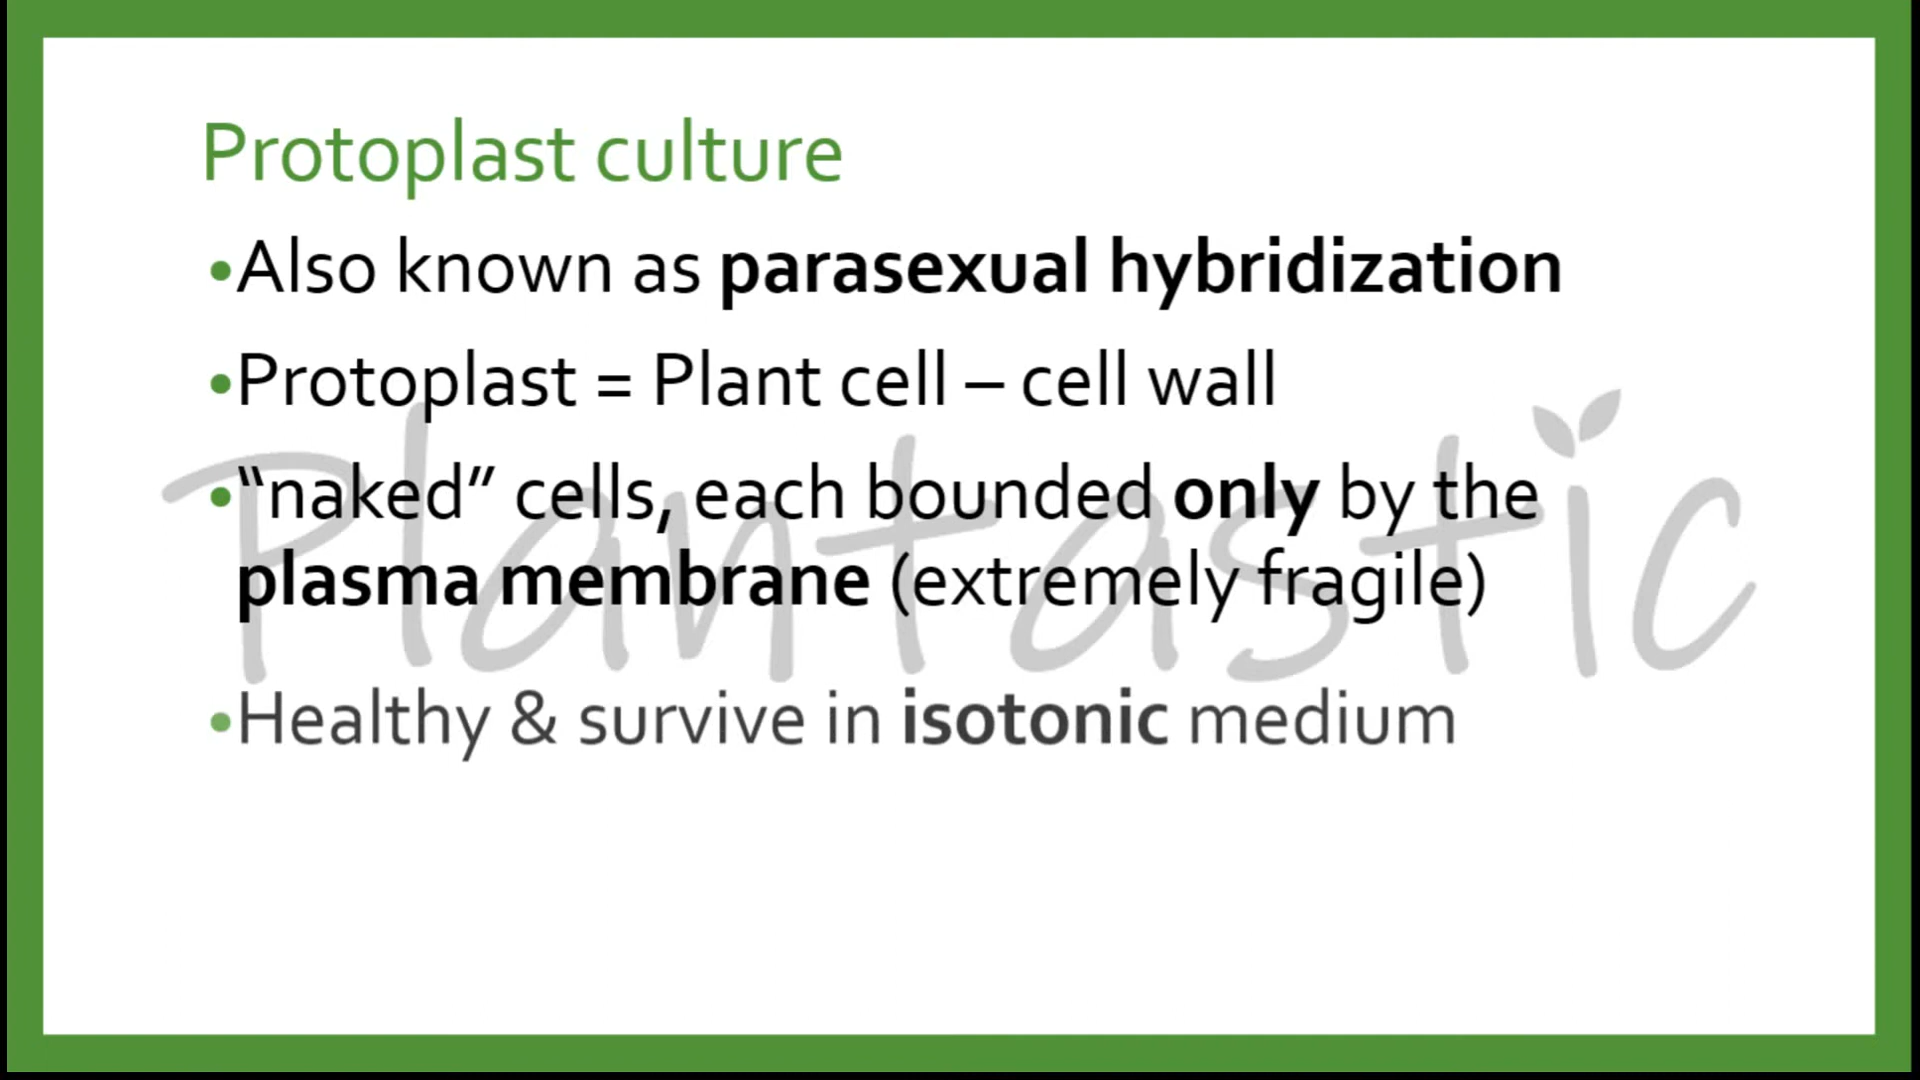 Protoplast culture
•Also known as parasexual hybridization
•Protoplast = Plant cell – cell wall
•“naked” cells, each bounded only by the
plasma membrane (extremely fragile)
•Healthy & survive in isotonic medium
Plantastic